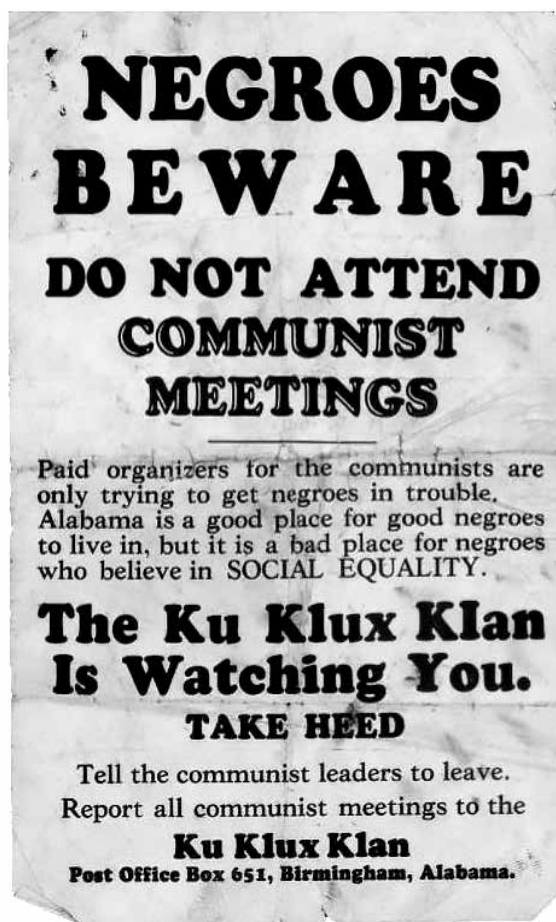 NEGROES
BEWARE
DO NOT ATTEND
COMMUNIST
MEETINGS
Paid organizers for the communists are
only trying to get negroes in trouble.
Alabama is a good place for good negroes
to live in, but it is a bad place for negroes
who believe in SOCIAL EQUALITY.
The Ku Klux Klan
Is Watching You.
TAKE HEED
Tell the communist leaders to leave.
Report all communist meetings to the
Ku Klux Klan
Post Office Box 651, Birmingham, Alabama.